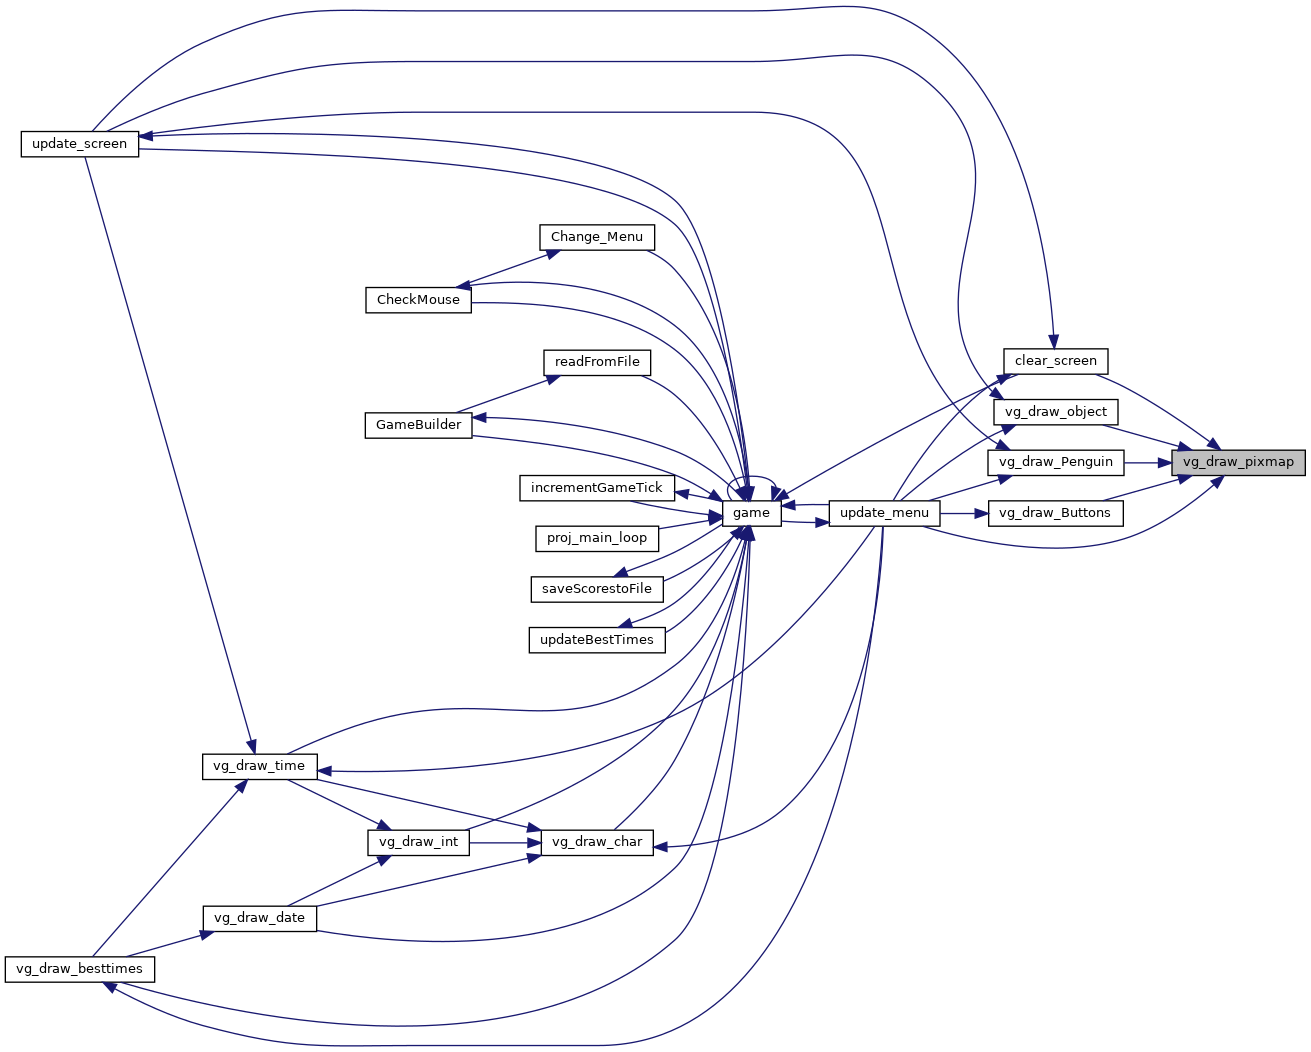 update_screen
Change_Menu
CheckMouse
readFromFile
clear_screen
vg_draw_object
GameBuilder
vg_draw_Penguin
vg_draw_pixmap
incrementGameTick
game
update_menu
vg_draw_Buttons
proj_main_loop
saveScorestoFile
updateBestTimes
vg_draw_time
vg_draw_int
vg_draw_char
vg_draw_date
vg_draw_besttimes